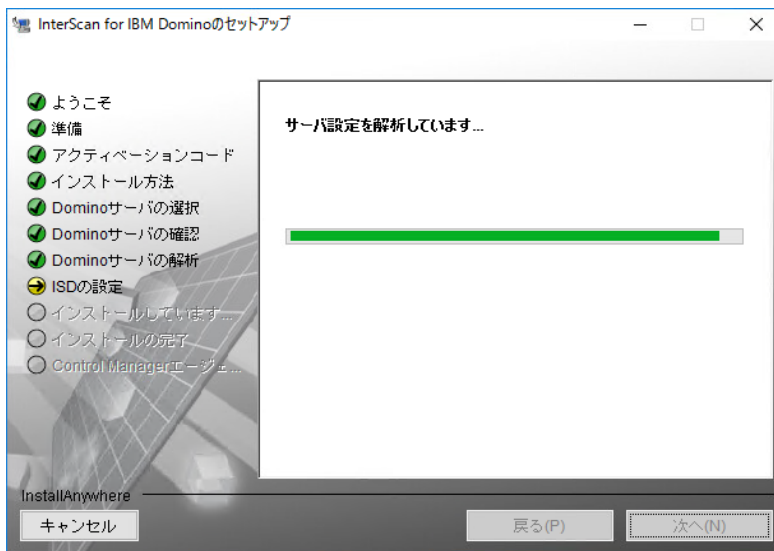 InterScan for IBM Dominoのセットアップ
ようこそ
準備
アクティベーションコード
インストール方法
Dominoサーバの選択
Dominoサーバの確認
Dominoサーバの解析
ISDの設定
インストールしています...
インストールの完了
Control Managerエージェ...
サーバ設定を解析しています...
InstallAnywhere
キャンセル
戻る(P)
次へ(N)